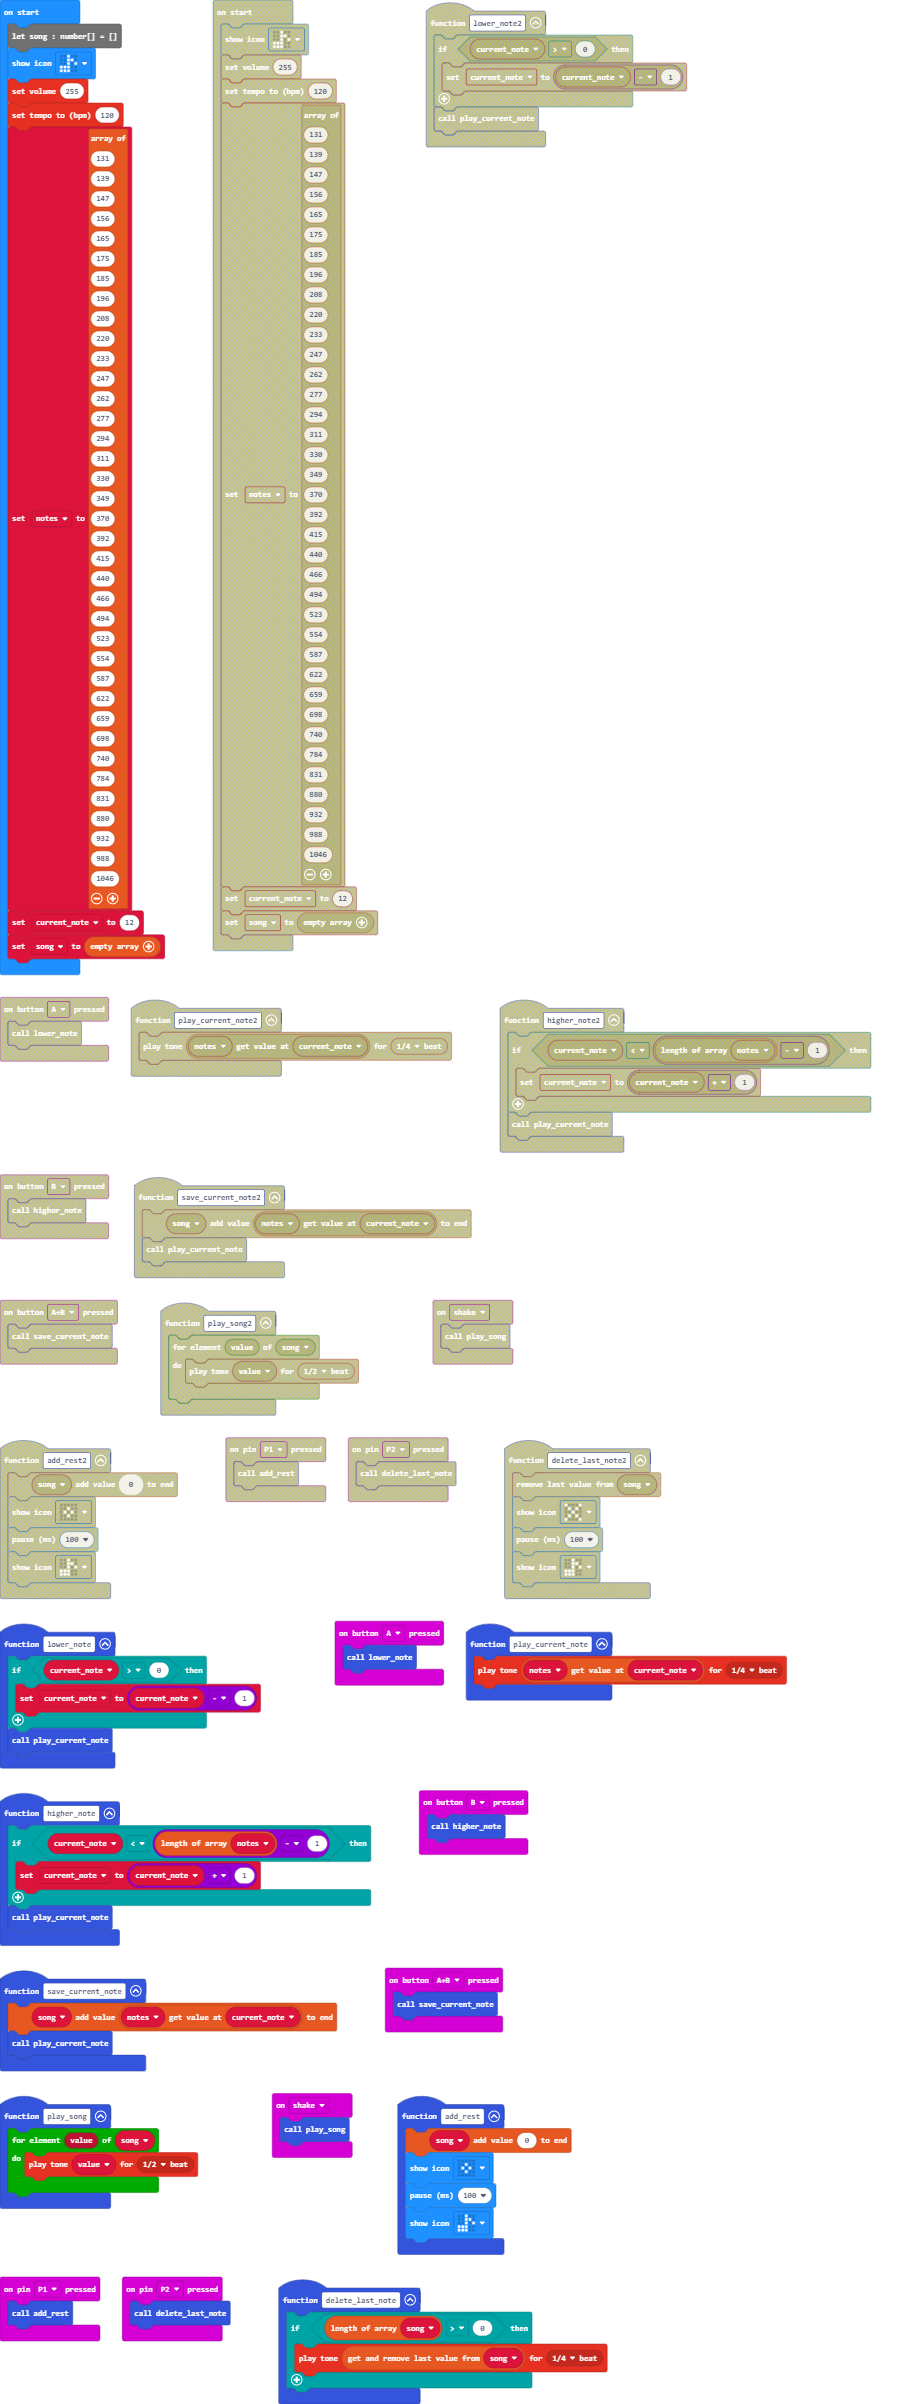 on start
let song : number[] = []
show icon
set volume 255
set tempo to (bpm) 120
set notes to array of
131
139
147
156
165
175
185
196
208
220
233
247
262
277
294
311
330
349
370
392
415
440
466
494
523
554
587
622
659
698
740
784
831
880
932
988
1046
set current_note to 12
set song to empty array
on start
show icon
set volume 255
set tempo to (bpm) 120
set notes to array of
131
139
147
156
165
175
185
196
208
220
233
247
262
277
294
311
330
349
370
392
415
440
466
494
523
554
587
622
659
698
740
784
831
880
932
988
1046
set current_note to 12
set song to empty array
function lower_note2
if current_note > 0 then
set current_note to current_note - 1
call play_current_note
on button A pressed
call lower_note
function play_current_note2
play tone notes get value at current_note for 1/4 beat
function higher_note2
if current_note < length of array notes - 1 then
set current_note to current_note + 1
call play_current_note
on button B pressed
call higher_note
function save_current_note2
song add value notes get value at current_note to end
call play_current_note
on button A+B pressed
call save_current_note
function play_song2
for element value of song
do play tone value for 1/2 beat
on shake
call play_song
function add_rest2
song add value 0 to end
show icon
pause (ms) 100
show icon
on pin P1 pressed
call add_rest
on pin P2 pressed
call delete_last_note
function delete_last_note2
remove last value from song
show icon
pause (ms) 100
show icon
function lower_note
if current_note > 0 then
set current_note to current_note - 1
call play_current_note
on button A pressed
call lower_note
function play_current_note
play tone notes get value at current_note for 1/4 beat
function higher_note
if current_note < length of array notes - 1 then
set current_note to current_note + 1
call play_current_note
on button B pressed
call higher_note
function save_current_note
song add value notes get value at current_note to end
call play_current_note
on button A+B pressed
call save_current_note
function play_song
for element value of song
do play tone value for 1/2 beat
on shake
call play_song
function add_rest
song add value 0 to end
show icon
pause (ms) 100
show icon
on pin P1 pressed
call add_rest
on pin P2 pressed
call delete_last_note
function delete_last_note
if length of array song > 0 then
play tone get and remove last value from song for 1/4 beat